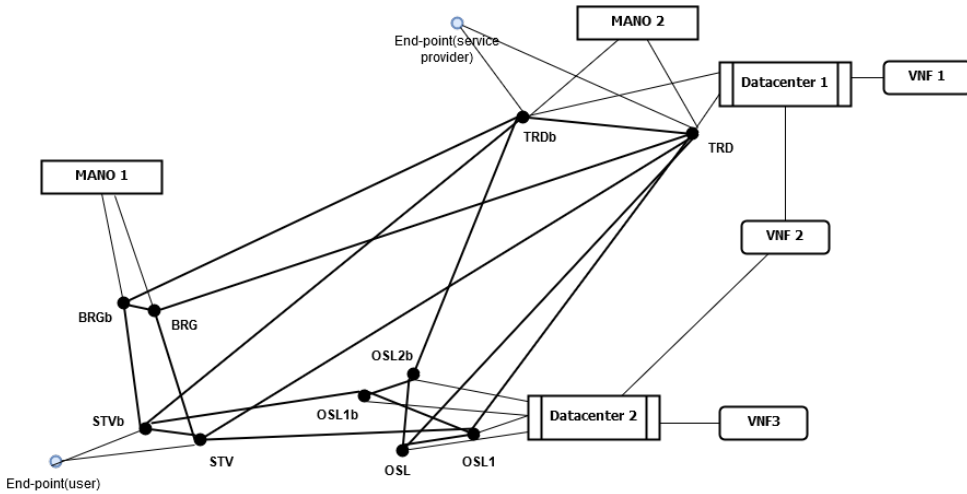 MANO 2
End-point(service
provider)
Datacenter 1
VNF 1
TRDb
TRD
MANO 1
VNF 2
BRGb
BRG
OSL2b
OSL1b
STVb
Datacenter 2
VNF3
STV
OSL
OSL1
End-point(user)